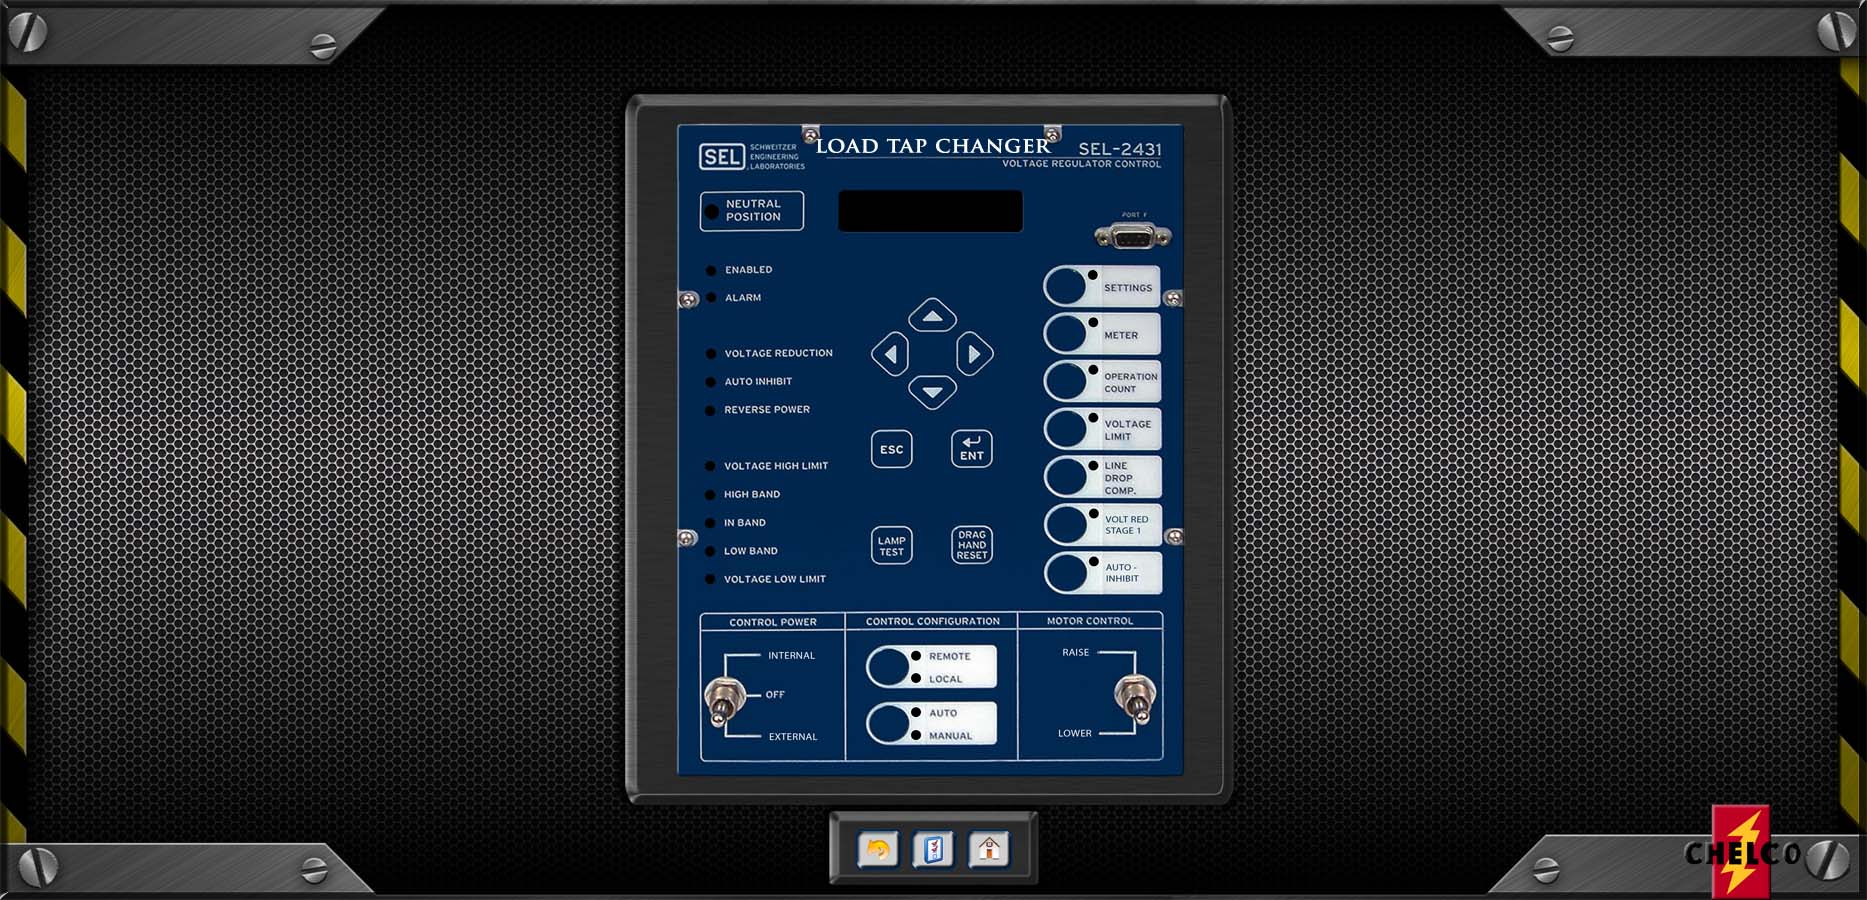 LOAD TAP CHANGER
SEL
SCHWEITZER
ENGINEERING
LABORATORIES
SEL-2431
VOLTAGE REGULATOR CONTROL
NEUTRAL
POSITION
PORT F
ENABLED
ALARM
VOLTAGE REDUCTION
AUTO INHIBIT
REVERSE POWER
VOLTAGE HIGH LIMIT
HIGH BAND
IN BAND
LOW BAND
VOLTAGE LOW LIMIT
ESC
ENT
LAMP
TEST
DRAG
HAND
RESET
SETTINGS
METER
OPERATION
COUNT
VOLTAGE
LIMIT
LINE
DROP
COMP.
VOLT RED
STAGE 1
AUTO -
INHIBIT
CONTROL POWER
INTERNAL
OFF
EXTERNAL
CONTROL CONFIGURATION
REMOTE
LOCAL
AUTO
MANUAL
MOTOR CONTROL
RAISE
LOWER
CHELCO